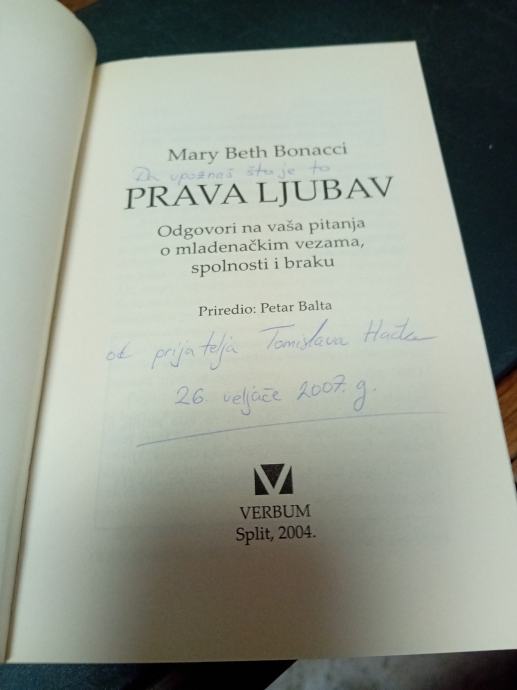 Mary Beth Bonacci
Da upoznaš što je to
PRAVA LJUBAV
Odgovori na vaša pitanja
o mladenačkim vezama,
spolnosti i braku
Priredio: Petar Balta
od prijatelja Tomislava
26. veljače 2007. g.
VERBUM
Split, 2004.